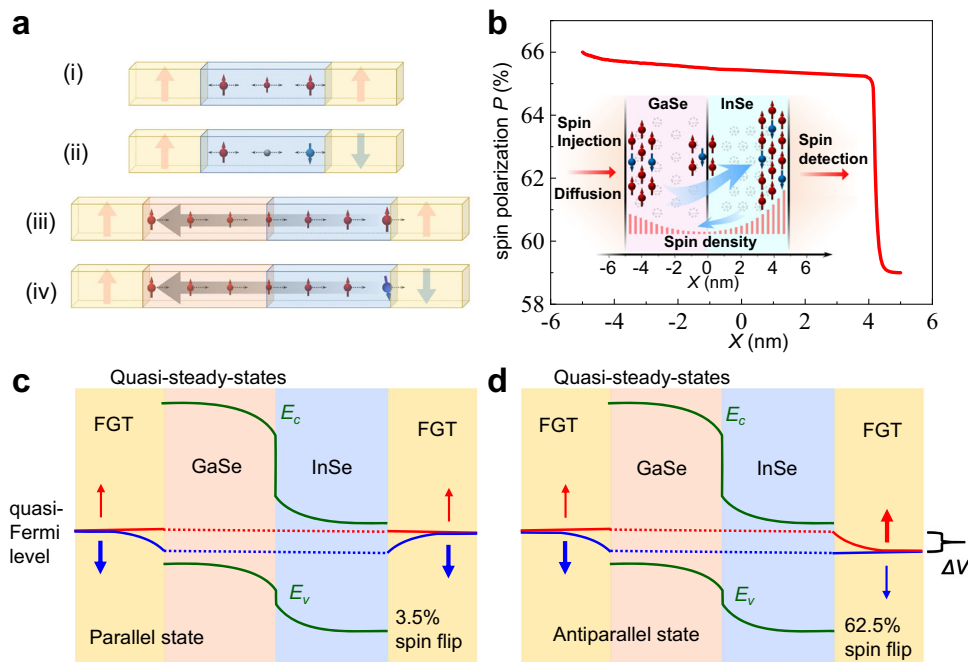 a
(i)
(ii)
(iii)
(iv)
b
spin polarization P (%)
66
65
64
62
60
58
-6
-4
-2
0
2
4
6
X (nm)
GaSe
InSe
Spin
Injection
Diffusion
Spin
detection
Spin density
-6
-4
-2
0
2
4
6
X (nm)
c
Quasi-steady-states
FGT
GaSe
InSe
FGT
Ec
Ev
quasi-
Fermi
level
Parallel state
3.5%
spin flip
d
Quasi-steady-states
FGT
GaSe
InSe
FGT
Ec
Ev
ΔV
Antiparallel state
62.5%
spin flip